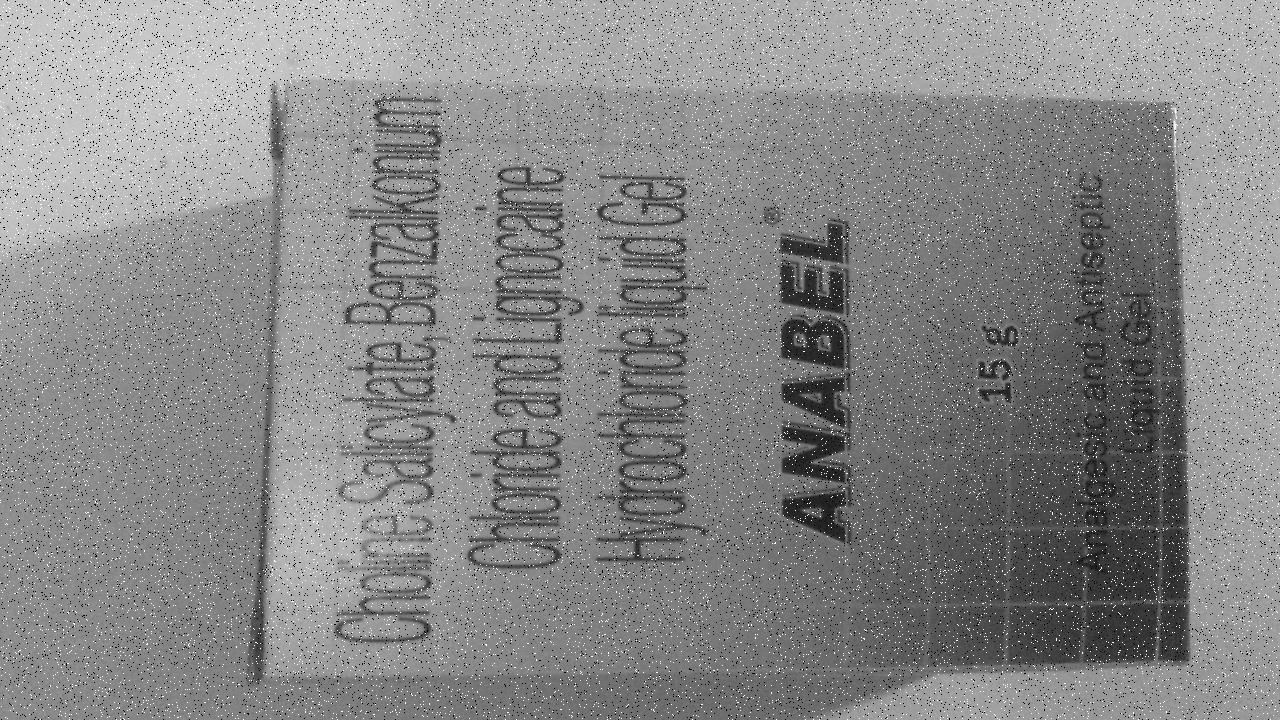 Choline Salicylate, Benzalkonium
Chloride and Lignocaine
Hydrochloride liquid Gel
ANABEL®
15 g
Analgesic and Antiseptic
Liquid Gel